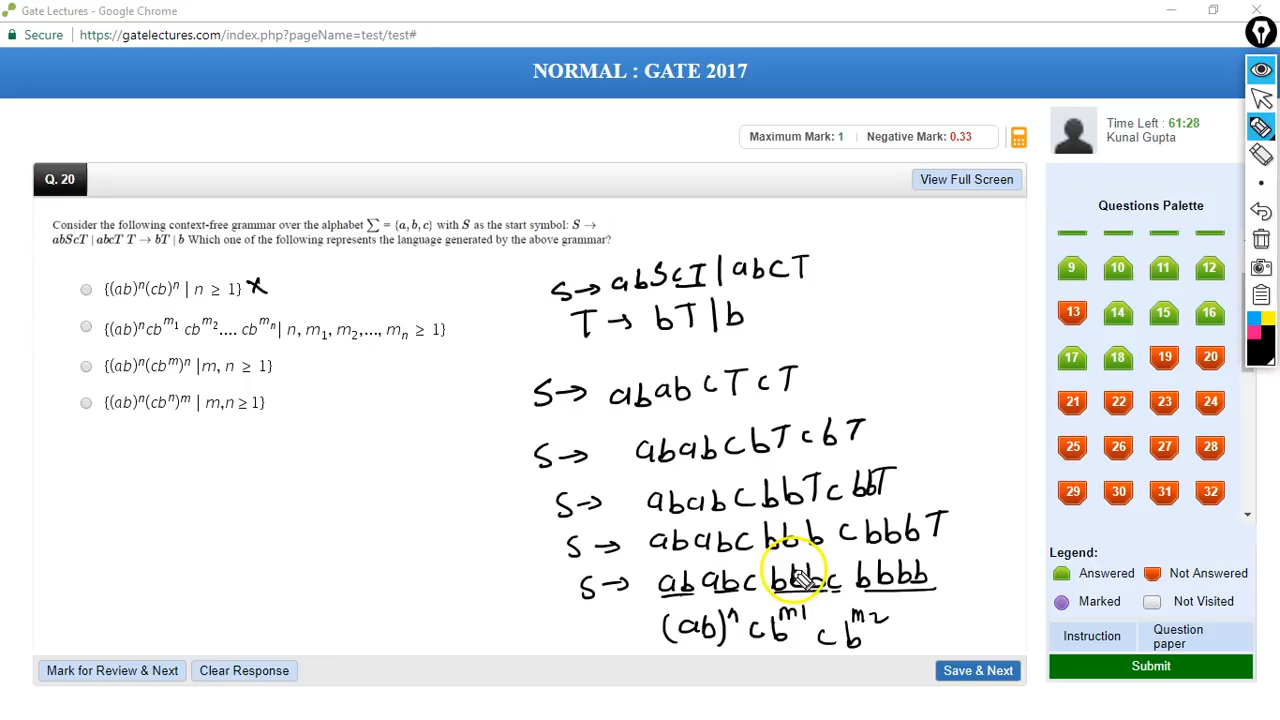 Gate Lectures - Google Chrome
Secure | https://gatelectures.com/index.php?pageName=test/test#
NORMAL : GATE 2017
Maximum Mark: 1 | Negative Mark: 0.33
Time Left : 61:28
Kunal Gupta
Q. 20
View Full Screen
Consider the following context-free grammar over the alphabet ∑ = {a, b, c} with S as the start symbol: S →
abScT | abcT T → bT | b Which one of the following represents the language generated by the above grammar?
{(ab)ⁿ(cb)ⁿ | n ≥ 1} x
{(ab)ⁿcb^m₁ cb^m₂.... cb^mₙ| n, m₁, m₂,..., mₙ ≥ 1}
{(ab)ⁿ(cb^m)ⁿ |m, n ≥ 1}
{(ab)ⁿ(cbⁿ)^m | m,n ≥ 1}
S → abScT | abcT
T → bT | b
S → ababcTcT
S → ababcbTcbT
S → ababcbbTcbbT
S → ababcbbbcbbbT
S → ababcbbbcbbbb
(ab)ⁿ cb^m1 cb^m2
Questions Palette
9 10 11 12
13 14 15 16
17 18 19 20
21 22 23 24
25 26 27 28
29 30 31 32
Legend:
Answered Not Answered
Marked Not Visited
Instruction Question paper
Submit
Mark for Review & Next Clear Response Save & Next